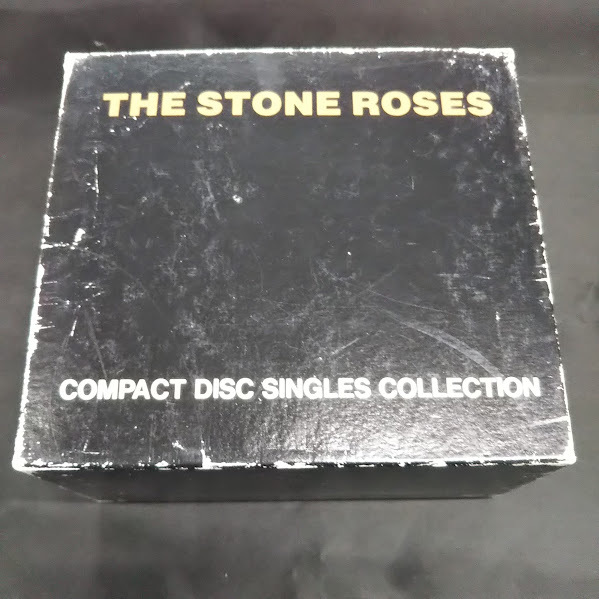 THE STONE ROSES
COMPACT DISC SINGLES COLLECTION